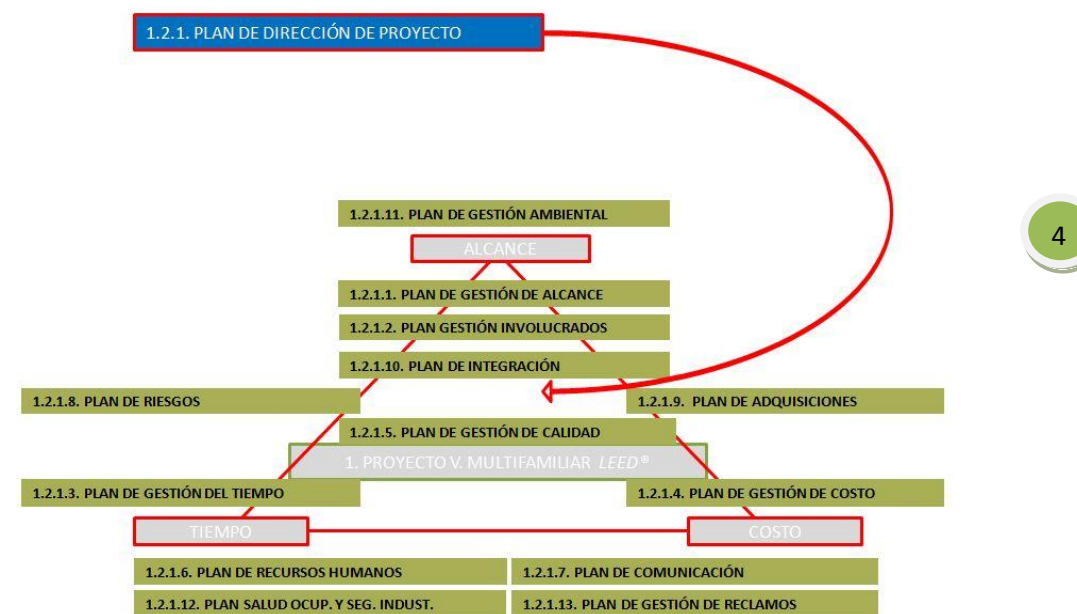 1.2.1. PLAN DE DIRECCIÓN DE PROYECTO
1.2.1.11. PLAN DE GESTIÓN AMBIENTAL
4
ALCANCE
1.2.1.1. PLAN DE GESTIÓN DE ALCANCE
1.2.1.2. PLAN GESTIÓN INVOLUCRADOS
1.2.1.10. PLAN DE INTEGRACIÓN
1.2.1.8. PLAN DE RIESGOS
1.2.1.9. PLAN DE ADQUISICIONES
1.2.1.5. PLAN DE GESTIÓN DE CALIDAD
1. PROYECTO V. MULTIFAMILIAR LEED®
1.2.1.3. PLAN DE GESTIÓN DEL TIEMPO
1.2.1.4. PLAN DE GESTIÓN DE COSTO
TIEMPO
COSTO
1.2.1.6. PLAN DE RECURSOS HUMANOS
1.2.1.7. PLAN DE COMUNICACIÓN
1.2.1.12. PLAN SALUD OCUP. Y SEG. INDUST.
1.2.1.13. PLAN DE GESTIÓN DE RECLAMOS